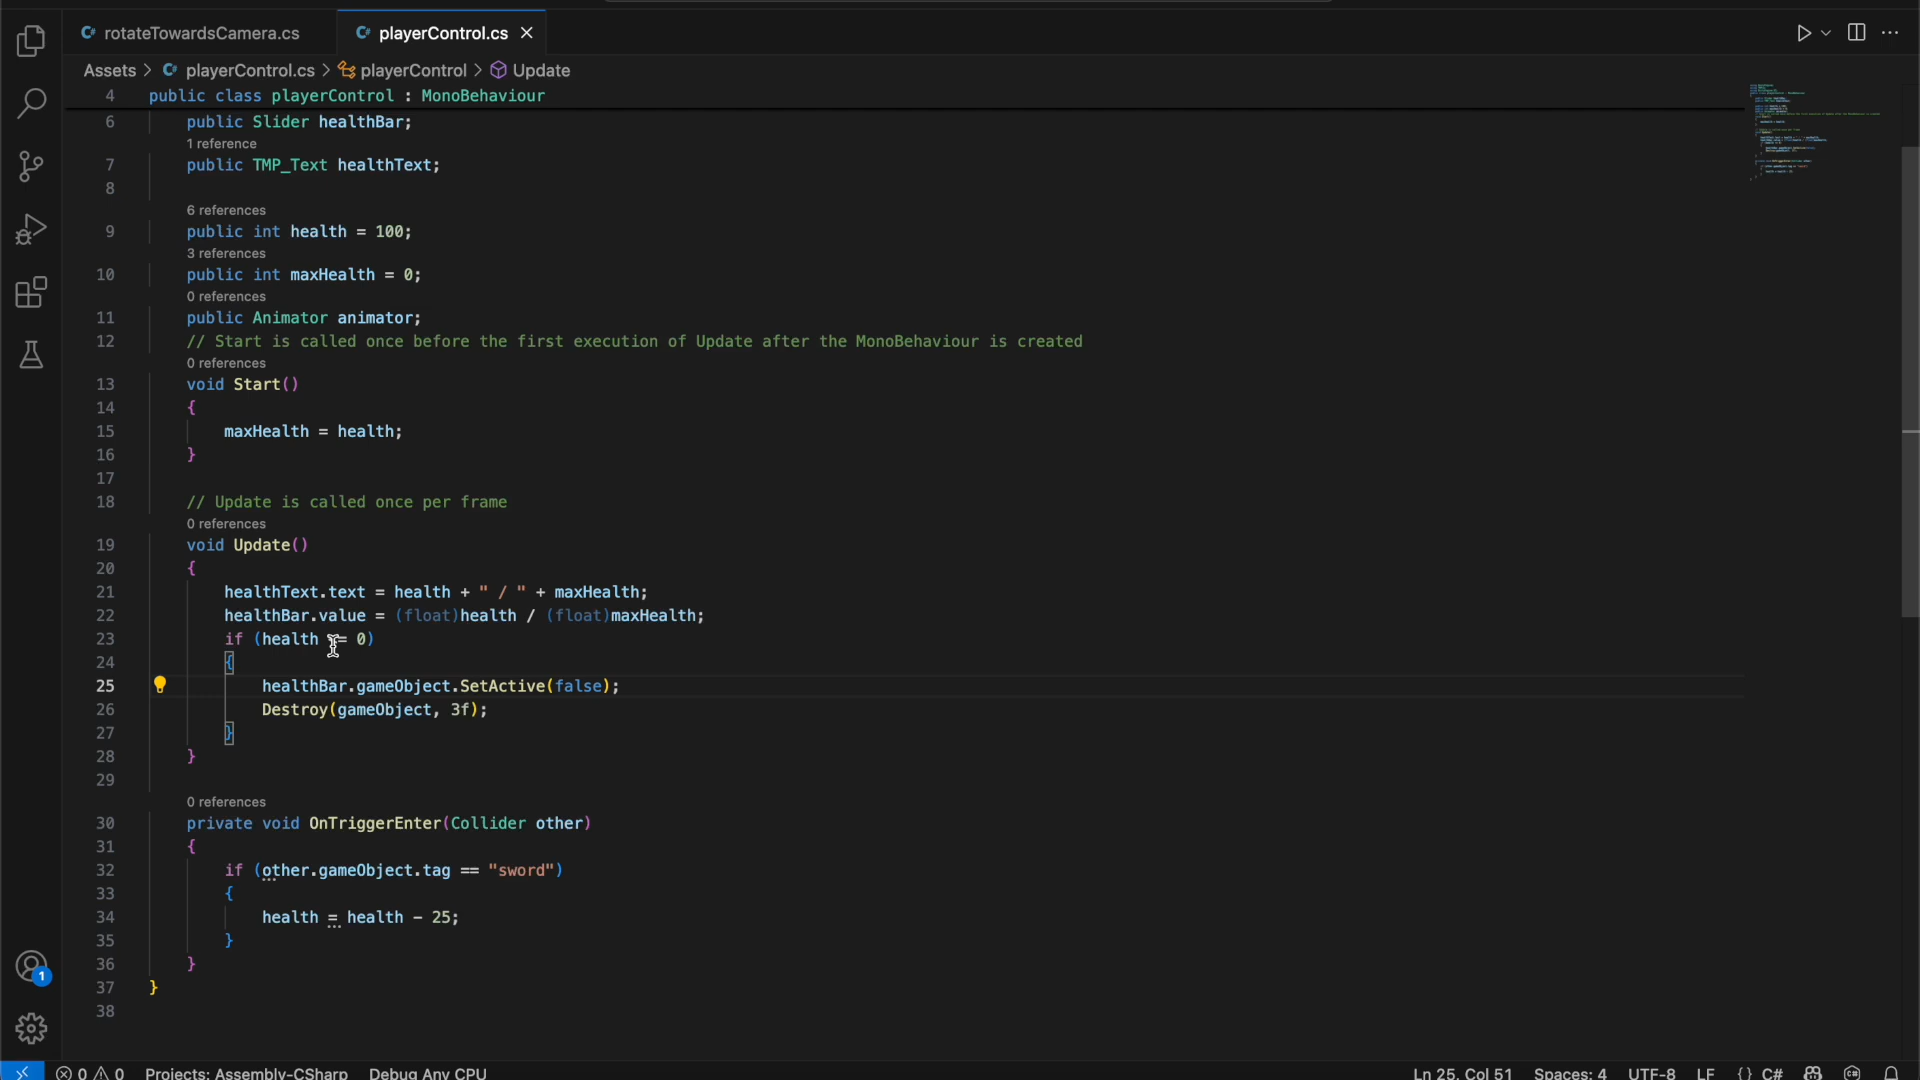 rotateTowardsCamera.cs playerControl.cs
Assets > playerControl.cs > playerControl > Update
4 public class playerControl : MonoBehaviour
6 public Slider healthBar;
1 reference
7 public TMP_Text healthText;
8
6 references
9 public int health = 100;
3 references
10 public int maxHealth = 0;
0 references
11 public Animator animator;
12 // Start is called once before the first execution of Update after the MonoBehaviour is created
0 references
13 void Start()
14 {
15 maxHealth = health;
16 }
17
18 // Update is called once per frame
0 references
19 void Update()
20 {
21 healthText.text = health + " / " + maxHealth;
22 healthBar.value = (float)health / (float)maxHealth;
23 if (health = 0)
24 {
25 healthBar.gameObject.SetActive(false);
26 Destroy(gameObject, 3f);
27 }
28 }
29
0 references
30 private void OnTriggerEnter(Collider other)
31 {
32 if (other.gameObject.tag == "sword")
33 {
34 health = health - 25;
35 }
36 }
37 }
38
1
0 0 Projects: Assembly-CSharp Debug Any CPU Ln 25, Col 51 Spaces: 4 UTF-8 LF {} C#